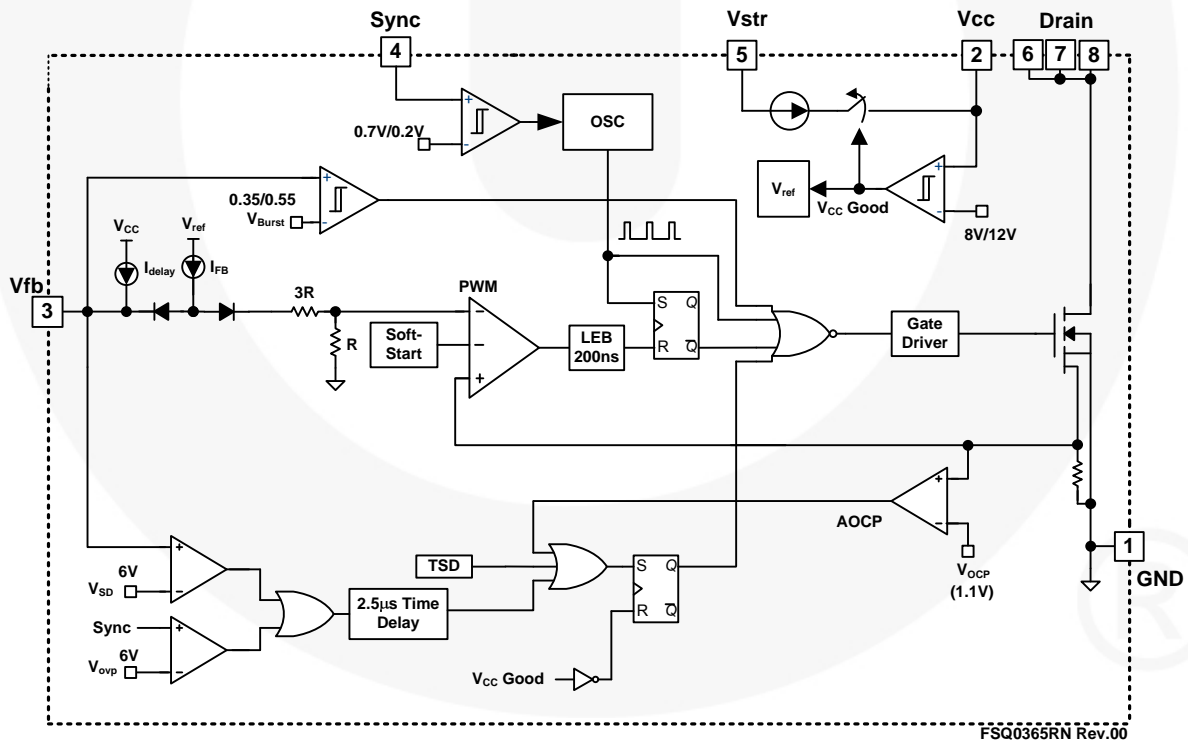 Sync
Vstr
Vcc
Drain
4
5
2
6
7
8
+
-
0.7V/0.2V
OSC
+
-
0.35/0.55
VBurst
Vref
VCC Good
+
-
8V/12V
VCC
Vref
Idelay
IFB
Vfb
3
3R
R
PWM
Soft-
Start
−
−
+
LEB
200ns
S Q
R Q̅
Gate
Driver
AOCP
+
−
VOCP
(1.1V)
1
GND
+
−
6V
VSD
TSD
S Q
R Q̅
2.5μs Time
Delay
Sync
+
−
6V
Vovp
VCC Good
R
FSQ0365RN Rev.00